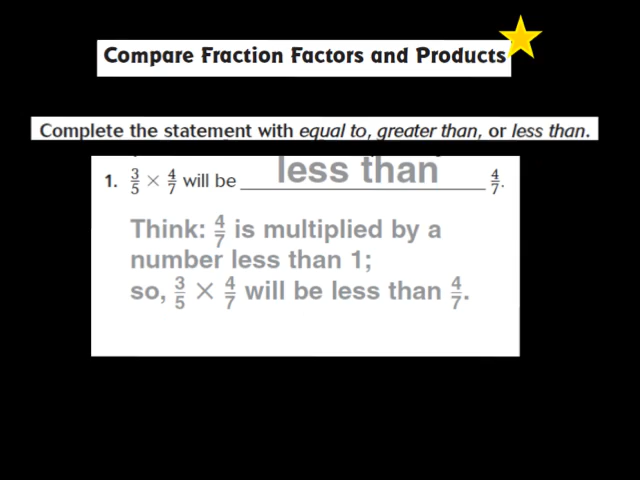 Compare Fraction Factors and Products
Complete the statement with equal to, greater than, or less than.
1. 3/5 × 4/7 will be less than 4/7.
Think: 4/7 is multiplied by a
number less than 1;
so, 3/5 × 4/7 will be less than 4/7.